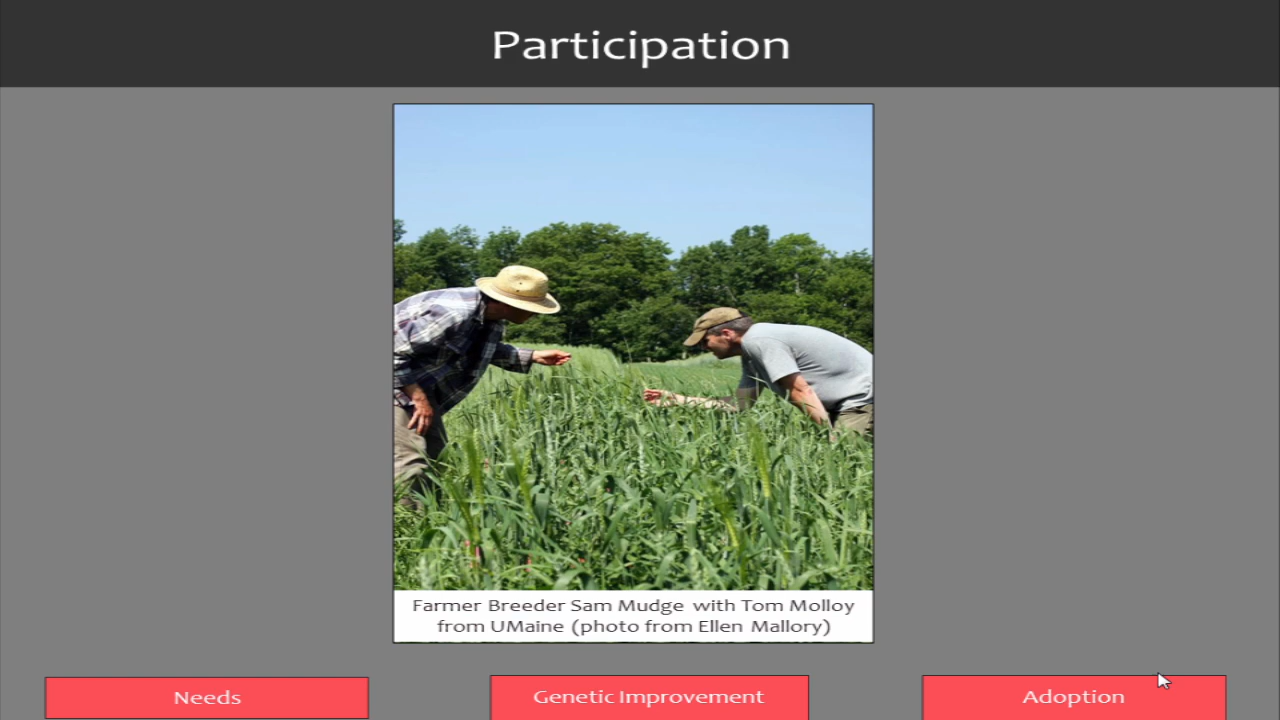 Participation
Farmer Breeder Sam Mudge with Tom Molloy
from UMaine (photo from Ellen Mallory)
Needs
Genetic Improvement
Adoption